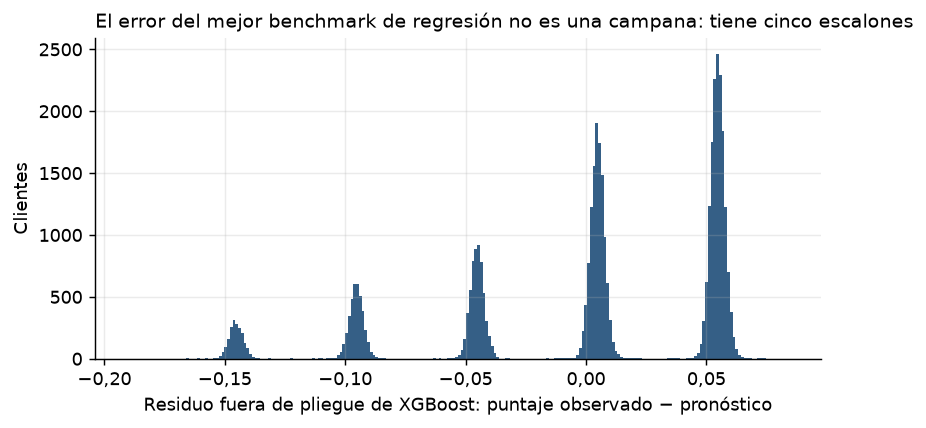 El error del mejor benchmark de regresión no es una campana: tiene cinco escalones
2500
2000
1500
1000
500
0
Clientes
−0,20 −0,15 −0,10 −0,05 0,00 0,05
Residuo fuera de pliegue de XGBoost: puntaje observado − pronóstico